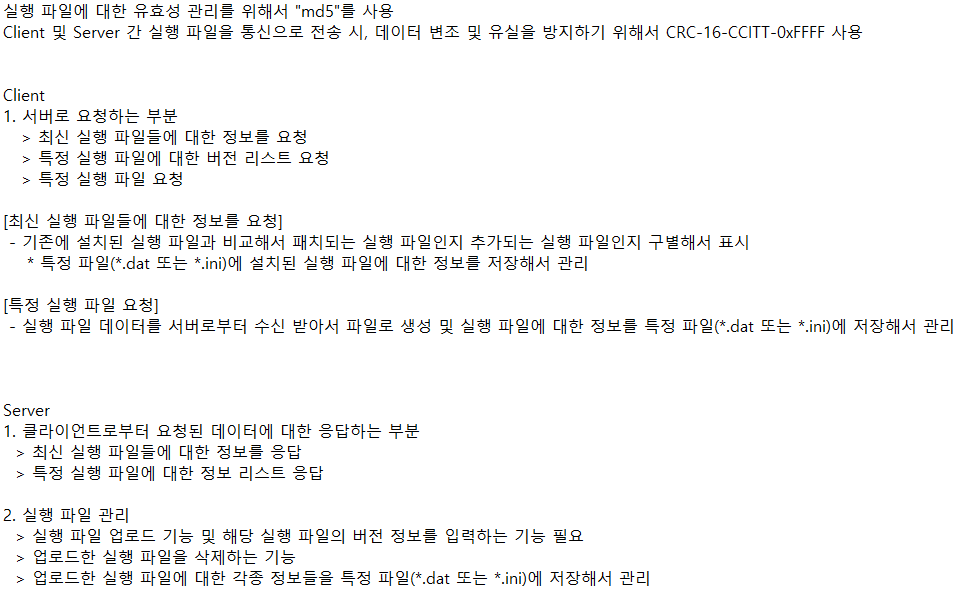 실행 파일에 대한 유효성 관리를 위해서 "md5"를 사용
Client 및 Server 간 실행 파일을 통신으로 전송 시, 데이터 변조 및 유실을 방지하기 위해서 CRC-16-CCITT-0xFFFF 사용
Client
1. 서버로 요청하는 부분
> 최신 실행 파일들에 대한 정보를 요청
> 특정 실행 파일에 대한 버전 리스트 요청
> 특정 실행 파일 요청
[최신 실행 파일들에 대한 정보를 요청]
- 기존에 설치된 실행 파일과 비교해서 패치되는 실행 파일인지 추가되는 실행 파일인지 구별해서 표시
* 특정 파일(*.dat 또는 *.ini)에 설치된 실행 파일에 대한 정보를 저장해서 관리
[특정 실행 파일 요청]
- 실행 파일 데이터를 서버로부터 수신 받아서 파일로 생성 및 실행 파일에 대한 정보를 특정 파일(*.dat 또는 *.ini)에 저장해서 관리
Server
1. 클라이언트로부터 요청된 데이터에 대한 응답하는 부분
> 최신 실행 파일들에 대한 정보를 응답
> 특정 실행 파일에 대한 정보 리스트 응답
2. 실행 파일 관리
> 실행 파일 업로드 기능 및 해당 실행 파일의 버전 정보를 입력하는 기능 필요
> 업로드한 실행 파일을 삭제하는 기능
> 업로드한 실행 파일에 대한 각종 정보들을 특정 파일(*.dat 또는 *.ini)에 저장해서 관리